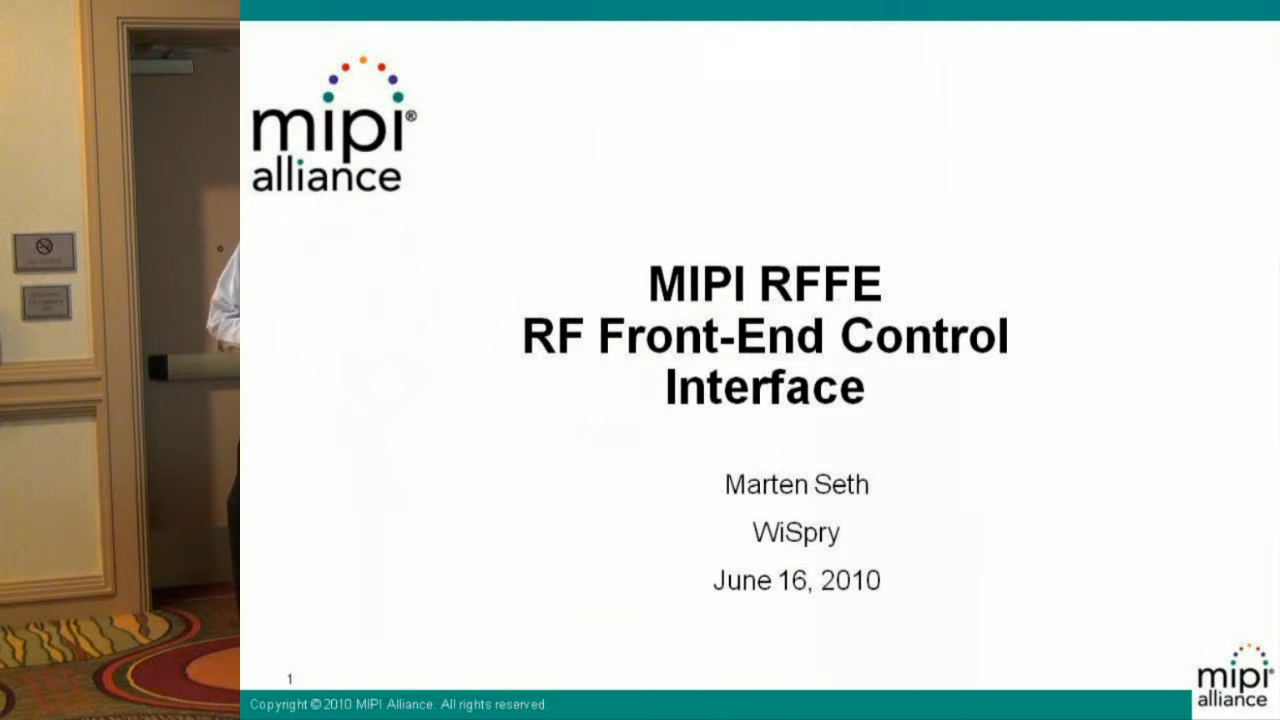 mipi®
alliance
MIPI RFFE
RF Front-End Control
Interface
Marten Seth
WiSpry
June 16, 2010
1
Copyright © 2010 MIPI Alliance. All rights reserved.
mipi®
alliance